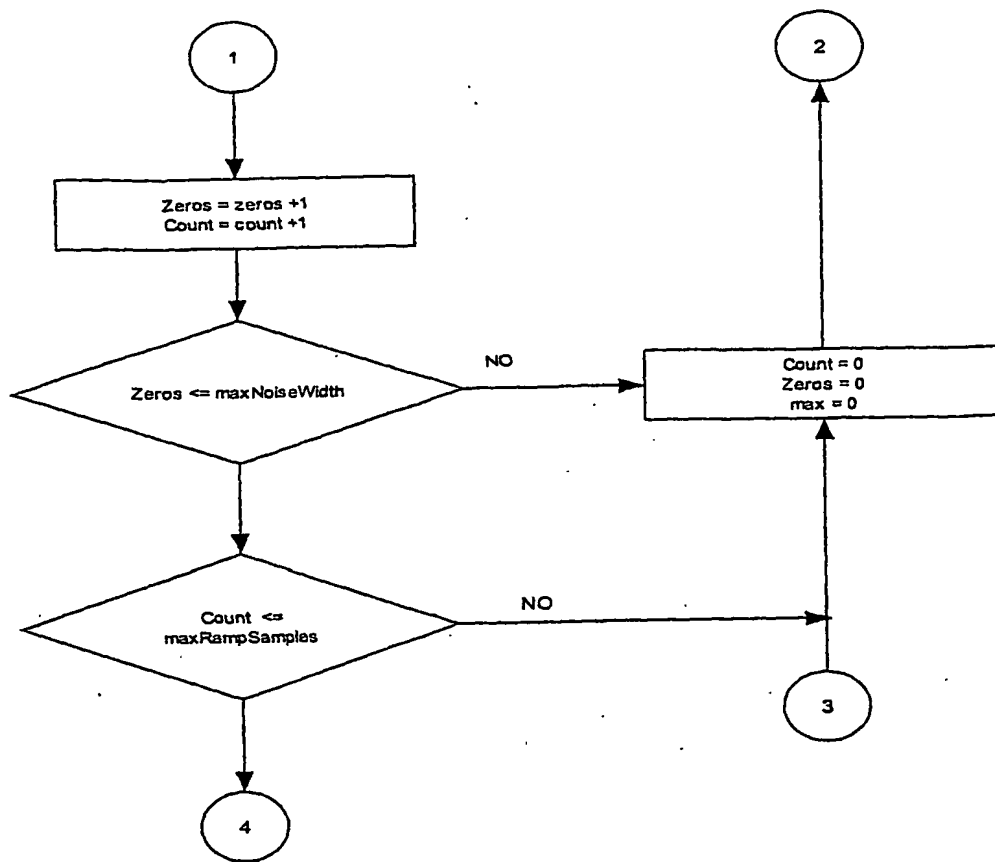 1
2
Zeros = zeros +1
Count = count +1
NO
Count = 0
Zeros = 0
max = 0
Zeros <= maxNoiseWidth
NO
Count <=
maxRampSamples
3
4